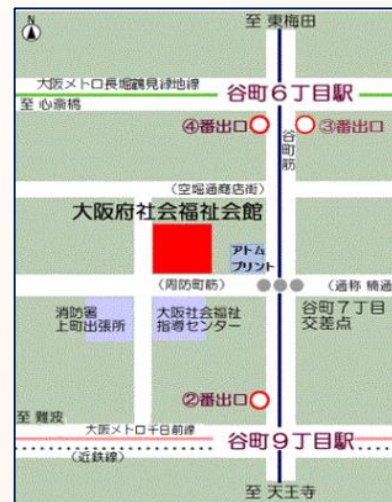 N
至 東梅田
大阪メトロ長堀鶴見緑地線
谷町6丁目駅
至 心斎橋
④番出口
③番出口
谷町筋
(空堀通商店街)
大阪府社会福祉会館
アトム
プリント
(周防町筋)
(通称 楠通
消防署
上町出張所
大阪社会福祉
指導センター
谷町7丁目
交差点
②番出口
至 難波
大阪メトロ千日前線
谷町9丁目駅
(近鉄線)
至 天王寺